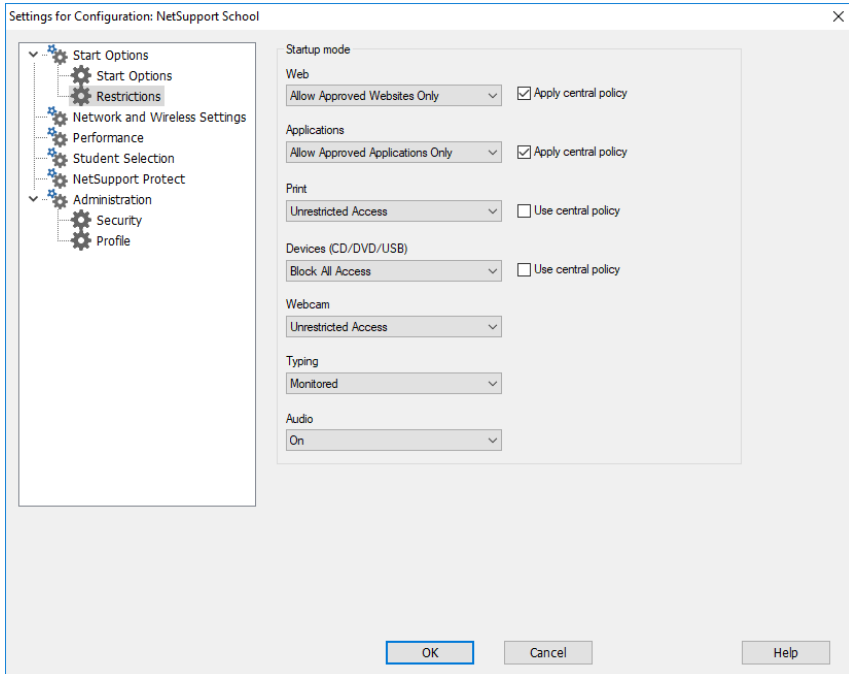 Settings for Configuration: NetSupport School
Start Options
Start Options
Restrictions
Network and Wireless Settings
Performance
Student Selection
NetSupport Protect
Administration
Security
Profile
Startup mode
Web
Allow Approved Websites Only
Apply central policy
Applications
Allow Approved Applications Only
Apply central policy
Print
Unrestricted Access
Use central policy
Devices (CD/DVD/USB)
Block All Access
Use central policy
Webcam
Unrestricted Access
Typing
Monitored
Audio
On
OK
Cancel
Help